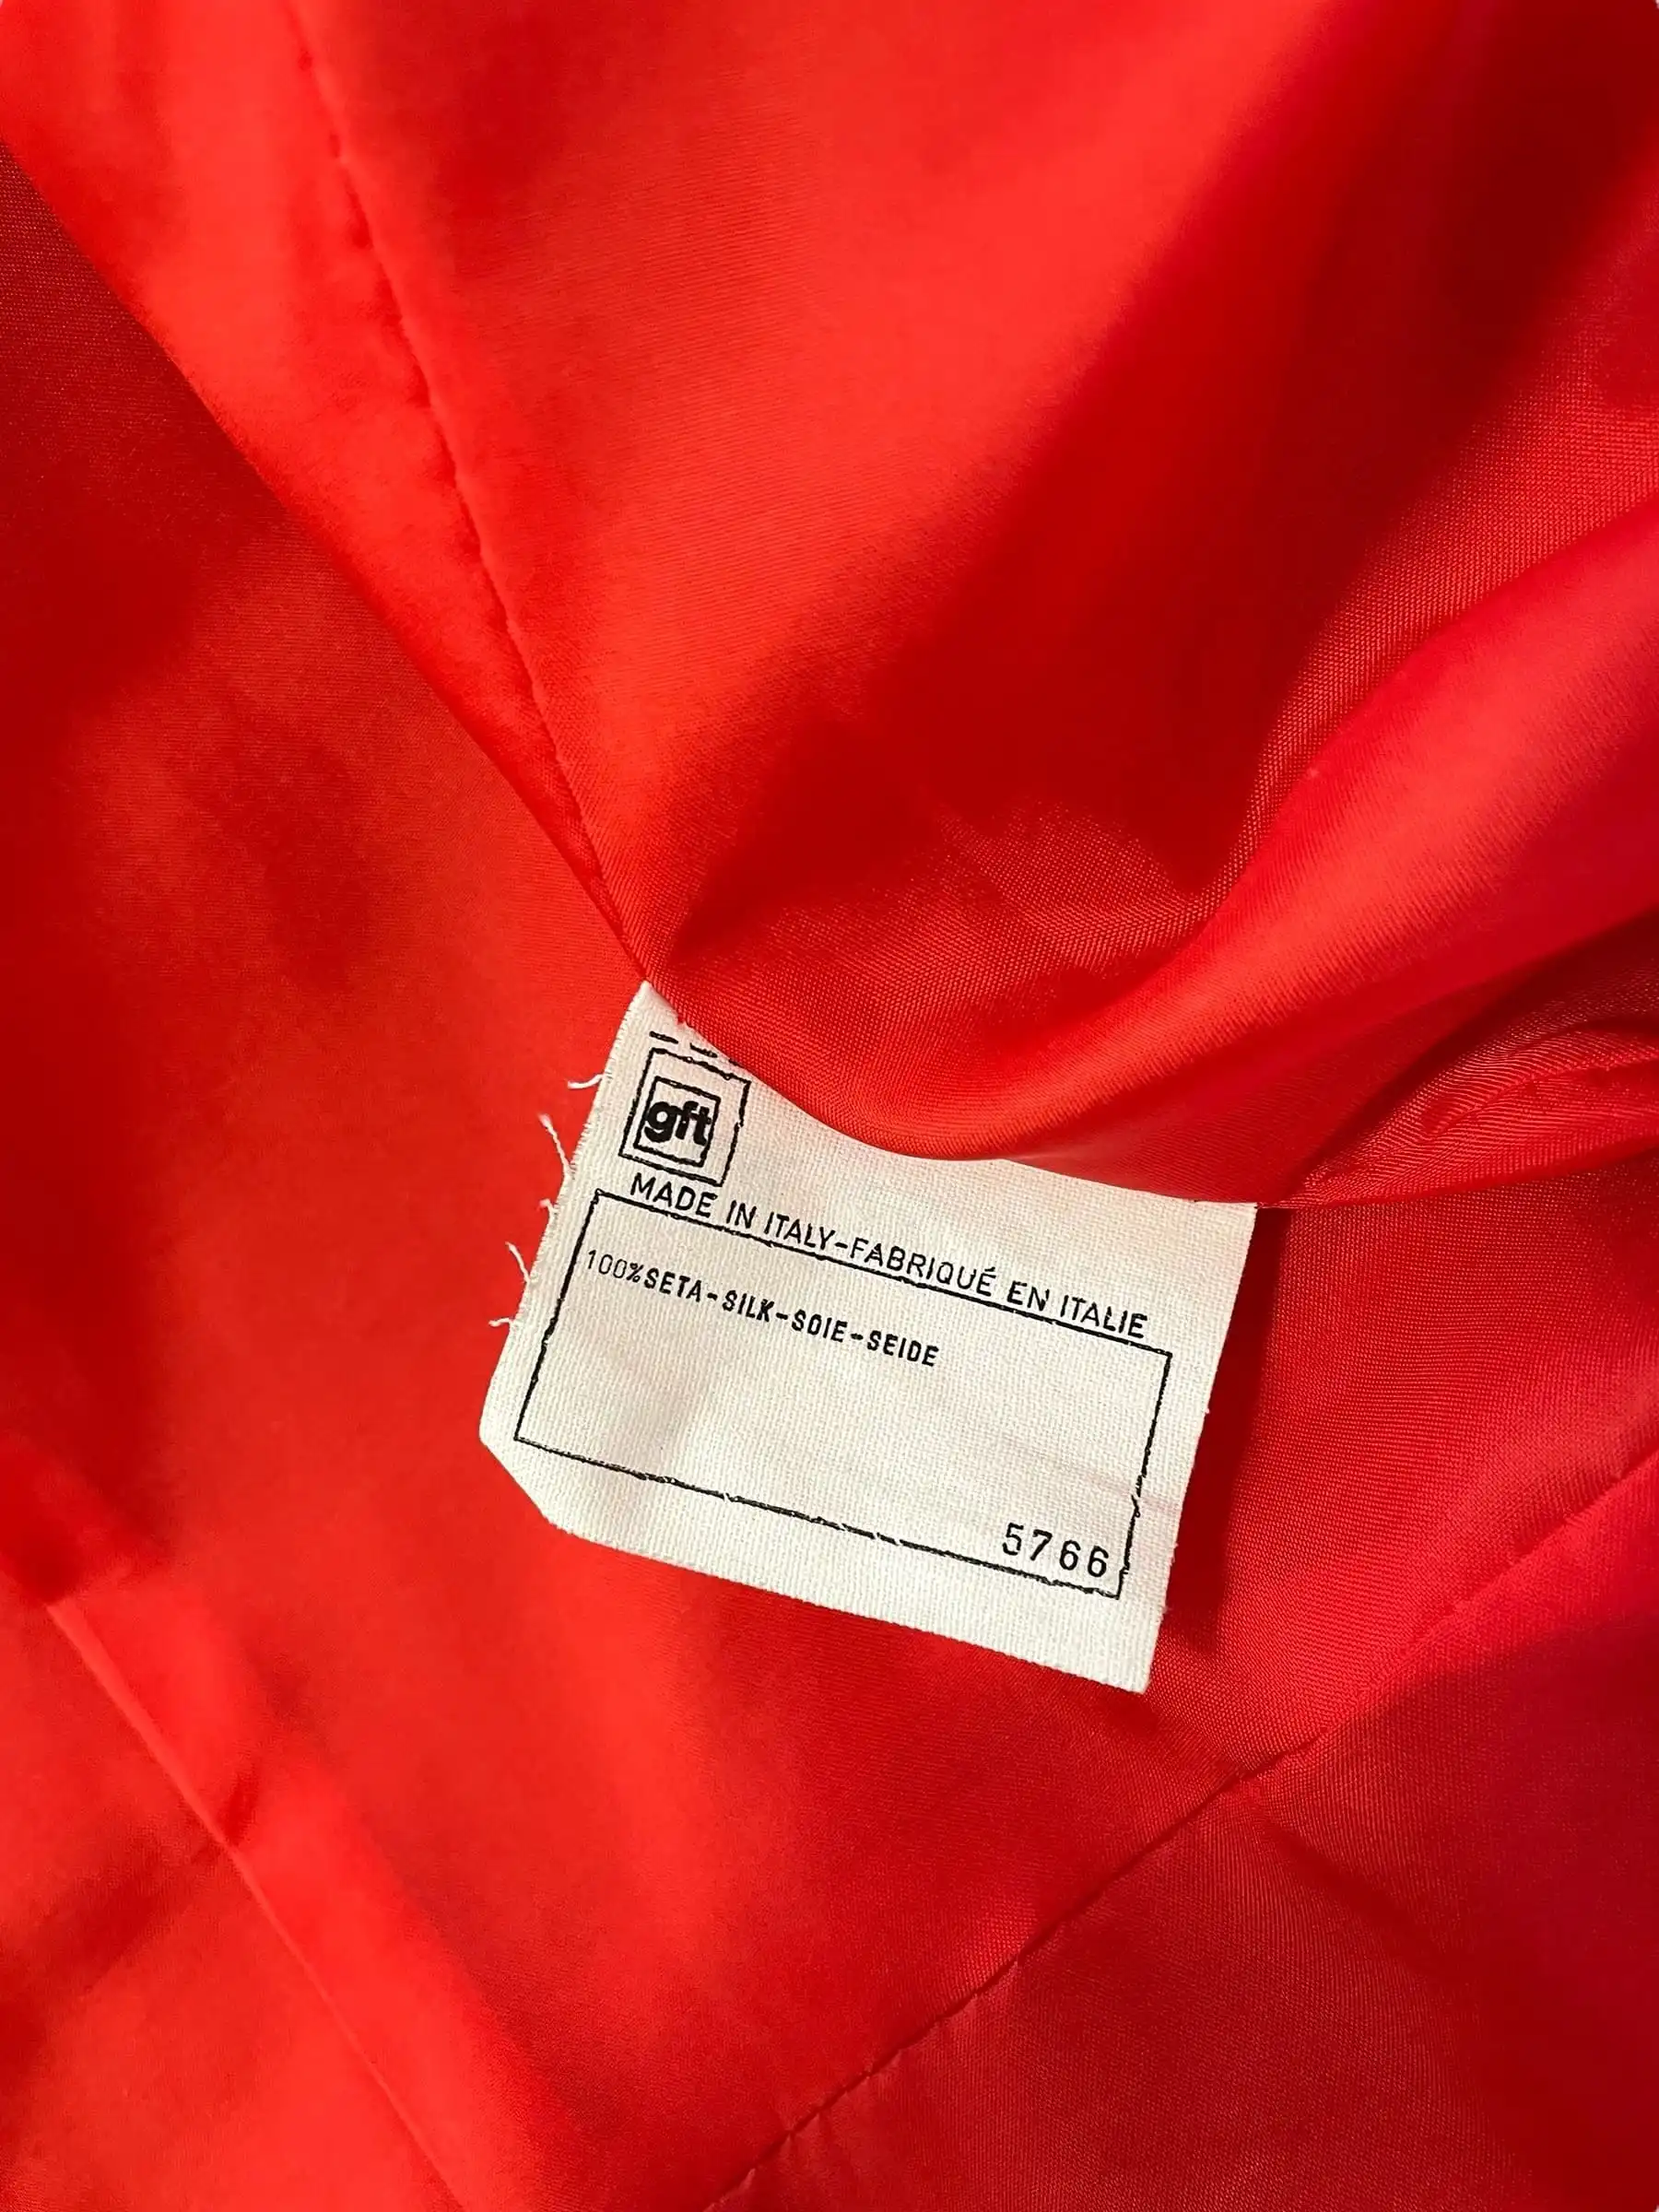 gft
MADE IN ITALY-FABRIQUÉ EN ITALIE
100%SETA-SILK-SOIE-SEIDE
5766